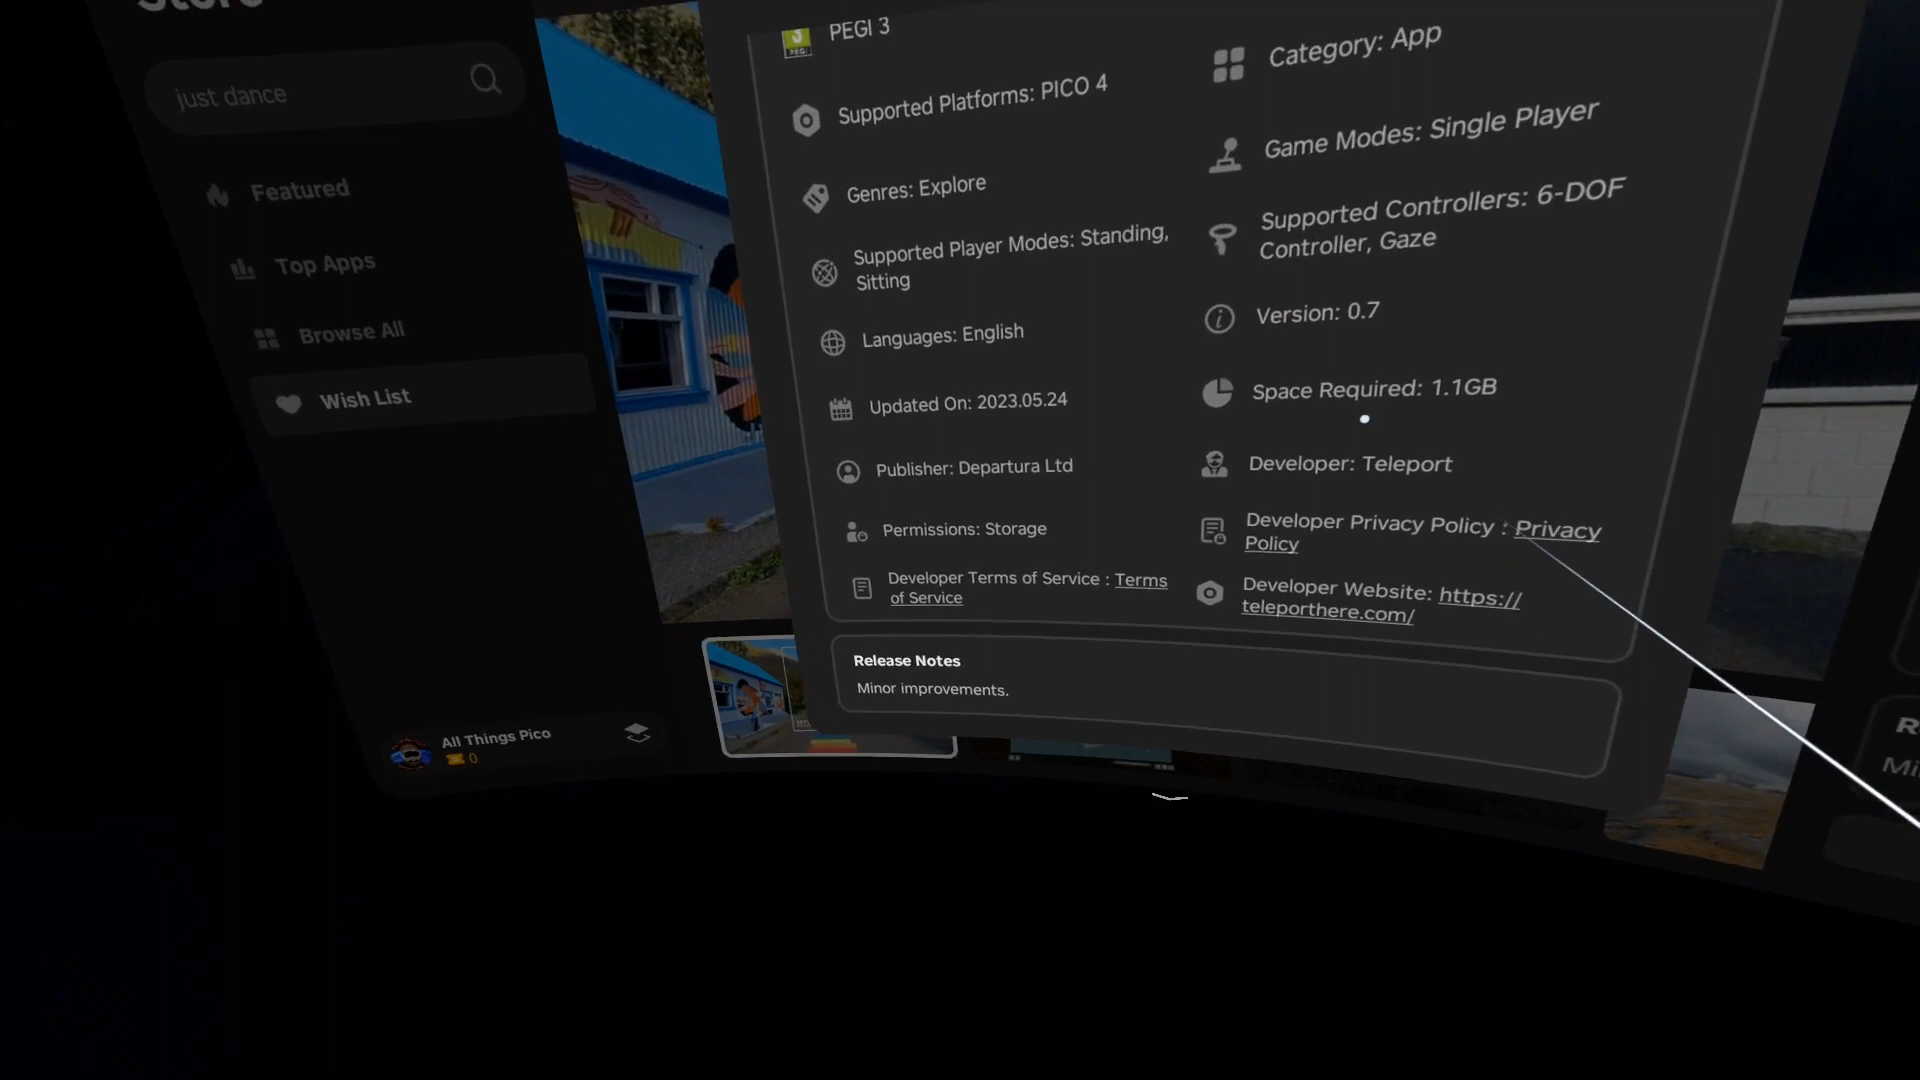 Store
just dance
Featured
Top Apps
Browse All
Wish List
All Things Pico
0
3
PEGI
PEGI 3
Supported Platforms: PICO 4
Genres: Explore
Supported Player Modes: Standing,
Sitting
Languages: English
Updated On: 2023.05.24
Publisher: Departura Ltd
Permissions: Storage
Developer Terms of Service : Terms
of Service
Category: App
Game Modes: Single Player
Supported Controllers: 6-DOF
Controller, Gaze
Version: 0.7
Space Required: 1.1GB
Developer: Teleport
Developer Privacy Policy : Privacy
Policy
Developer Website: https://
teleporthere.com/
Release Notes
Minor improvements.